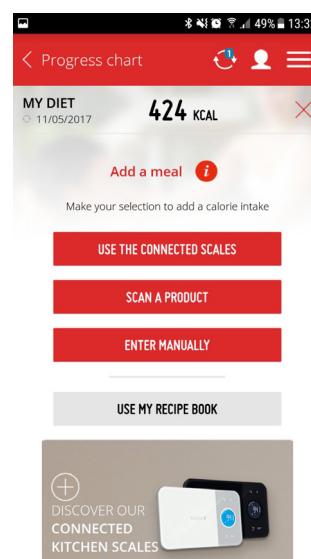 49% 13:3
Progress chart
1
MY DIET
11/05/2017
424 KCAL
Add a meal i
Make your selection to add a calorie intake
USE THE CONNECTED SCALES
SCAN A PRODUCT
ENTER MANUALLY
USE MY RECIPE BOOK
DISCOVER OUR
CONNECTED
KITCHEN SCALES